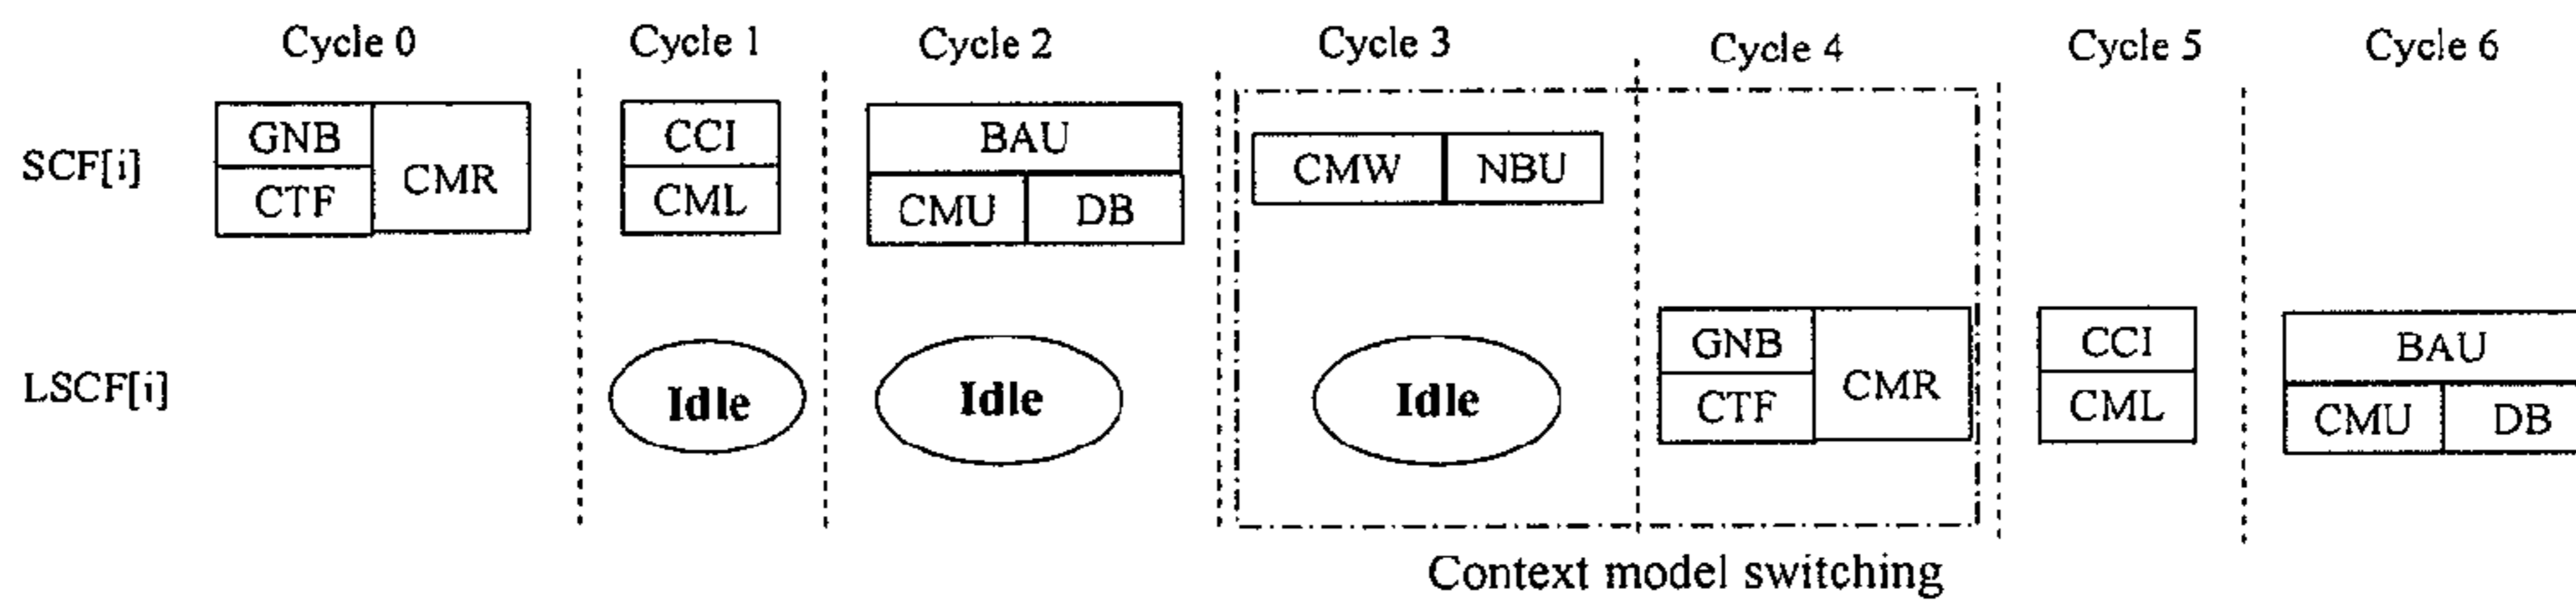 Cycle 0 Cycle 1 Cycle 2 Cycle 3 Cycle 4 Cycle 5 Cycle 6
SCF[i]
GNB
CTF
CMR
CCI
CML
BAU
CMU DB
CMW NBU
LSCF[i]
Idle
Idle
Idle
GNB
CTF
CMR
CCI
CML
BAU
CMU DB
Context model switching